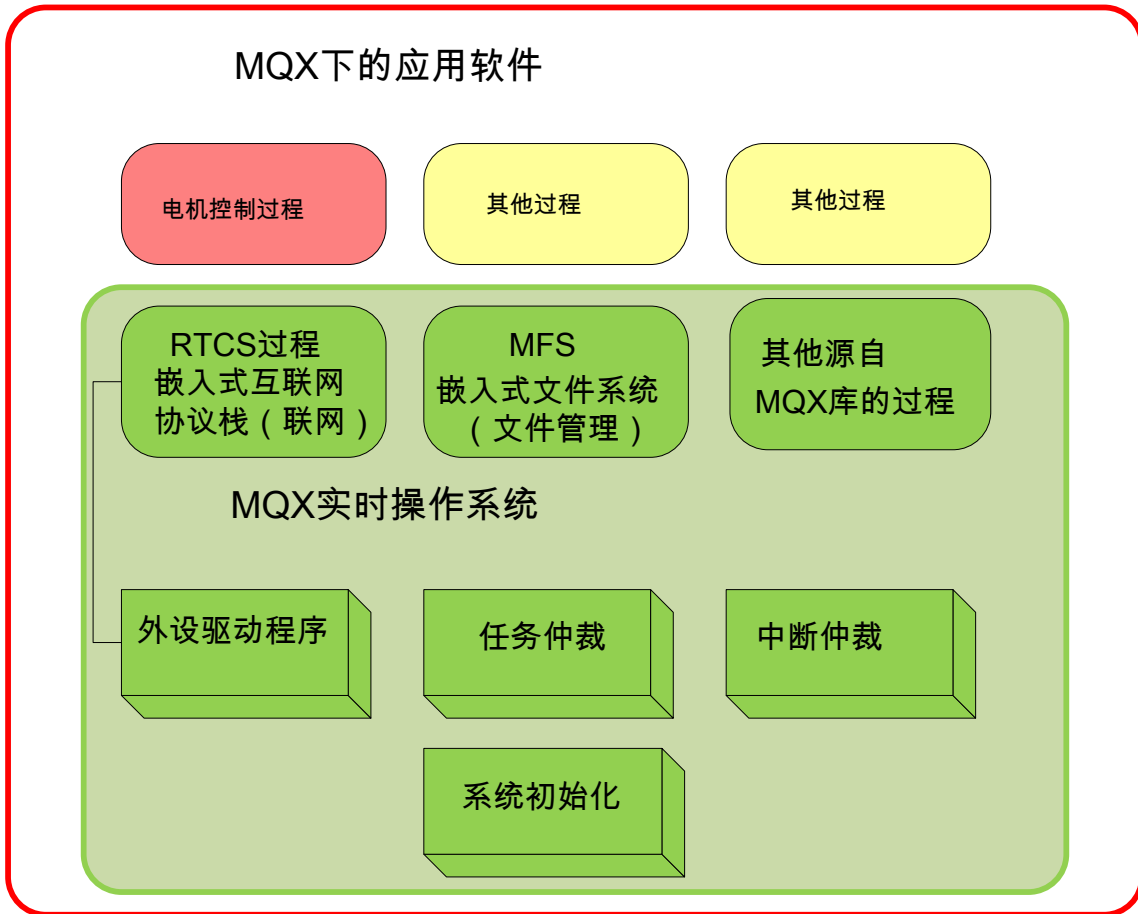 MQX下的应用软件
电机控制过程
其他过程
其他过程
RTCS过程
嵌入式互联网
协议栈（联网）
MFS
嵌入式文件系统
（文件管理）
其他源自
MQX库的过程
MQX实时操作系统
外设驱动程序
任务仲裁
中断仲裁
系统初始化